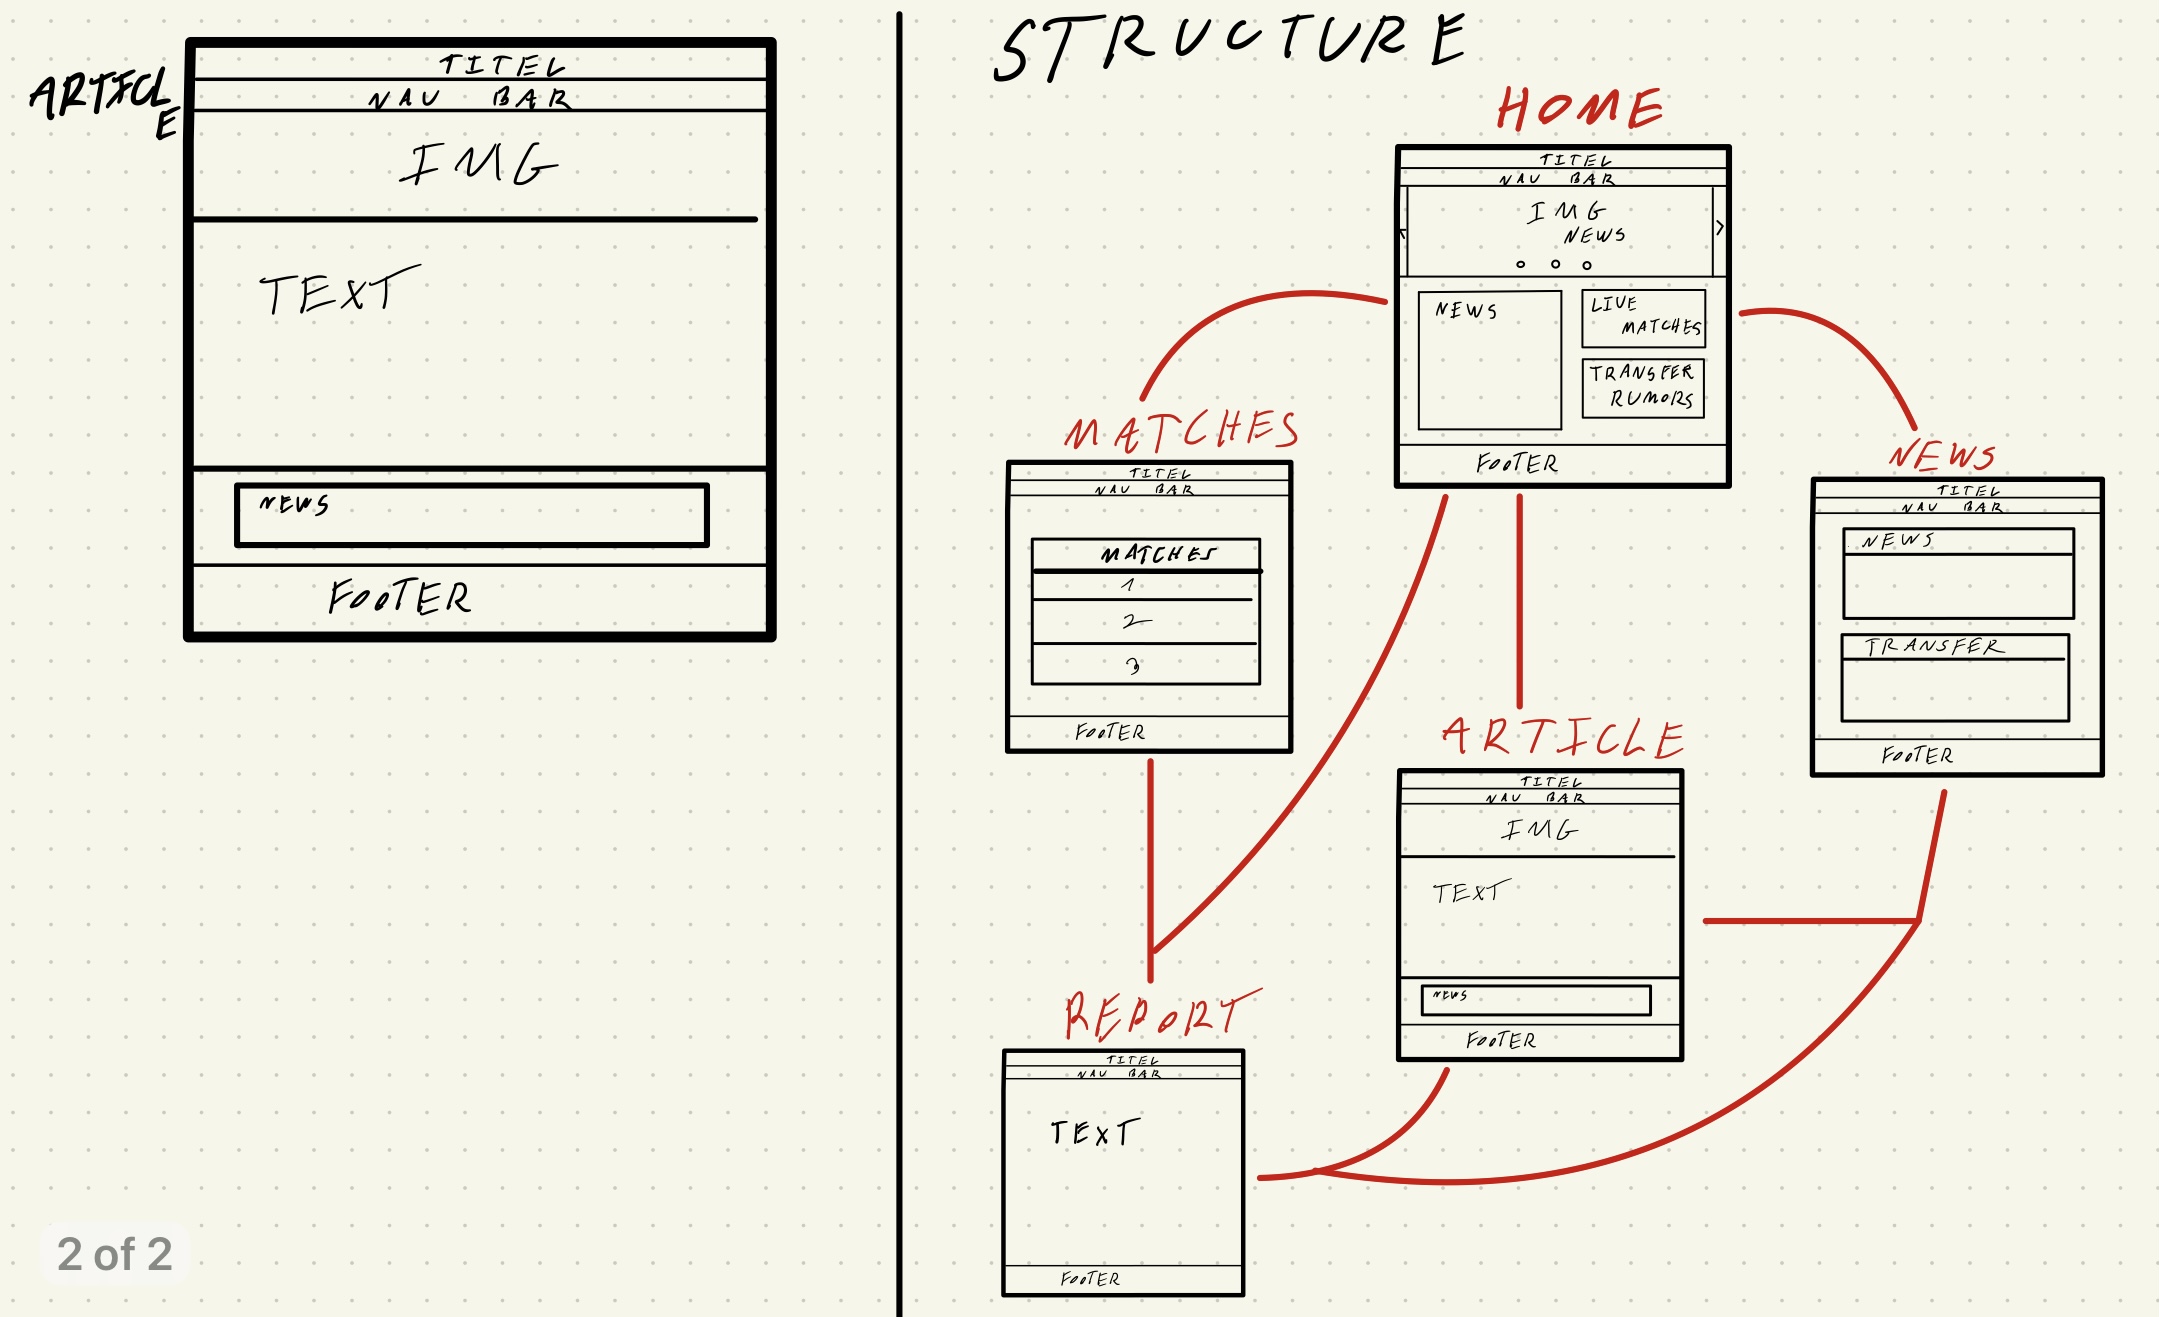 ARTICL
E
TITEL
NAV BAR
IMG
TEXT
NEWS
FOOTER
2 of 2
STRUCTURE
HOME
TITEL
NAV BAR
<
IMG
NEWS
>
NEWS
LIVE
MATCHES
TRANSFER
RUMORS
FOOTER
MATCHES
TITEL
NAV BAR
MATCHES
1
2
3
FOOTER
NEWS
TITEL
NAV BAR
NEWS
TRANSFER
FOOTER
ARTICLE
TITEL
NAV BAR
IMG
TEXT
NEWS
FOOTER
REPORT
TITEL
NAV BAR
TEXT
FOOTER